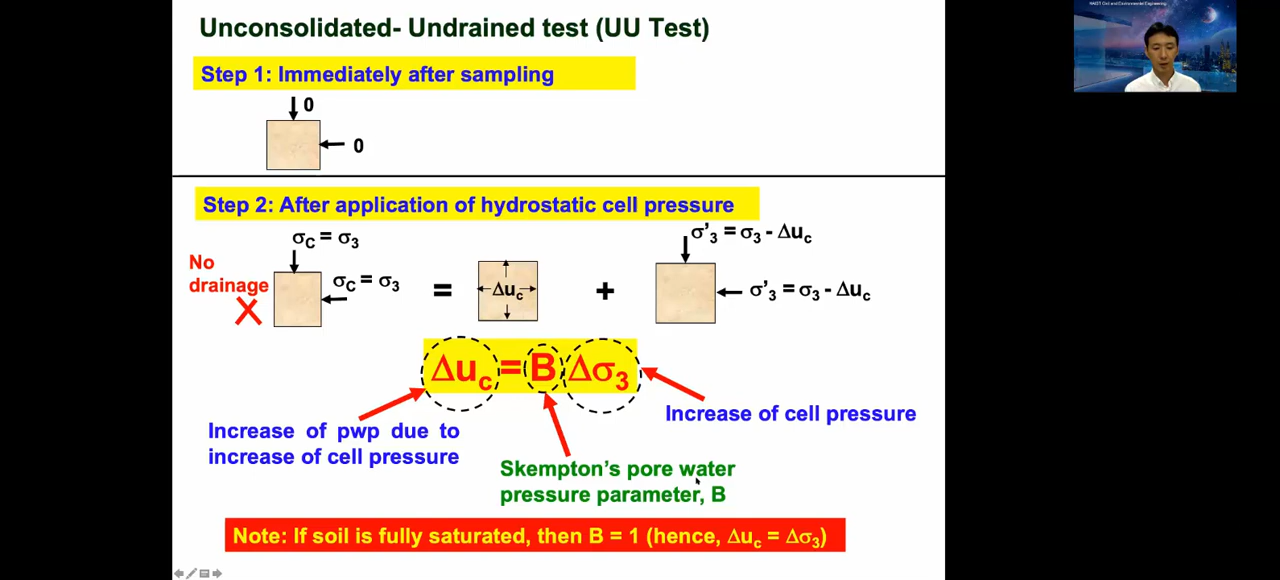 Unconsolidated- Undrained test (UU Test)
Step 1: Immediately after sampling
0
0
Step 2: After application of hydrostatic cell pressure
σC = σ3
σ'3 = σ3 - Δuc
No
drainage
σC = σ3
=
Δuc
+
σ'3 = σ3 - Δuc
Δuc = B Δσ3
Increase of cell pressure
Increase of pwp due to
increase of cell pressure
Skempton's pore water
pressure parameter, B
Note: If soil is fully saturated, then B = 1 (hence, Δuc = Δσ3)